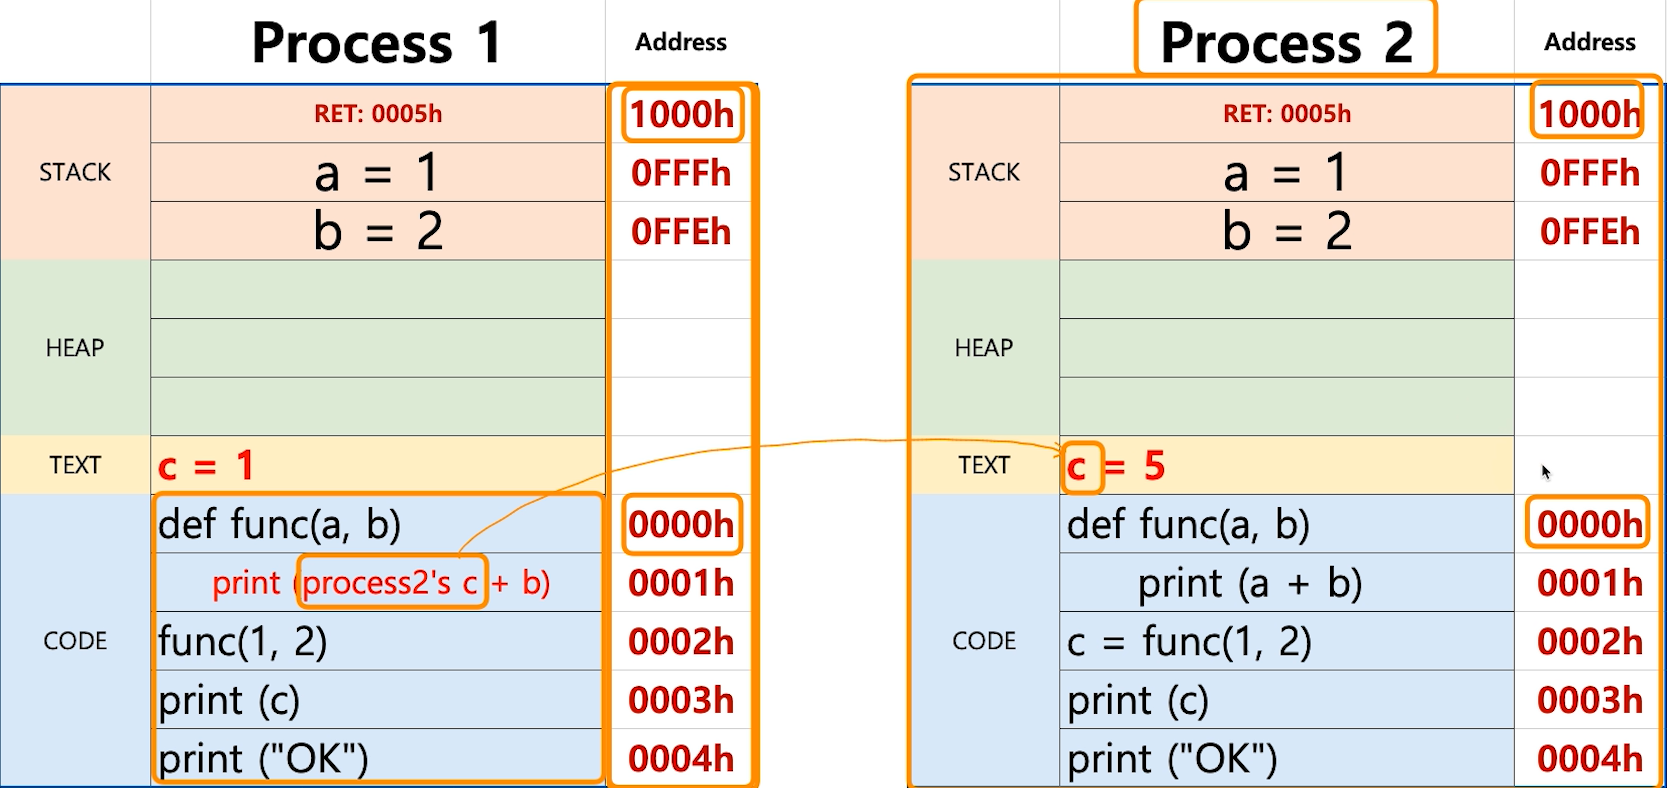 Process 1 Address Process 2 Address
RET: 0005h 1000h RET: 0005h 1000h
STACK a = 1 0FFFh STACK a = 1 0FFFh
b = 2 0FFEh b = 2 0FFEh
HEAP HEAP
TEXT c = 1 TEXT c = 5
def func(a, b) 0000h def func(a, b) 0000h
print (process2's c + b) 0001h print (a + b) 0001h
CODE func(1, 2) 0002h CODE c = func(1, 2) 0002h
print (c) 0003h print (c) 0003h
print ("OK") 0004h print ("OK") 0004h